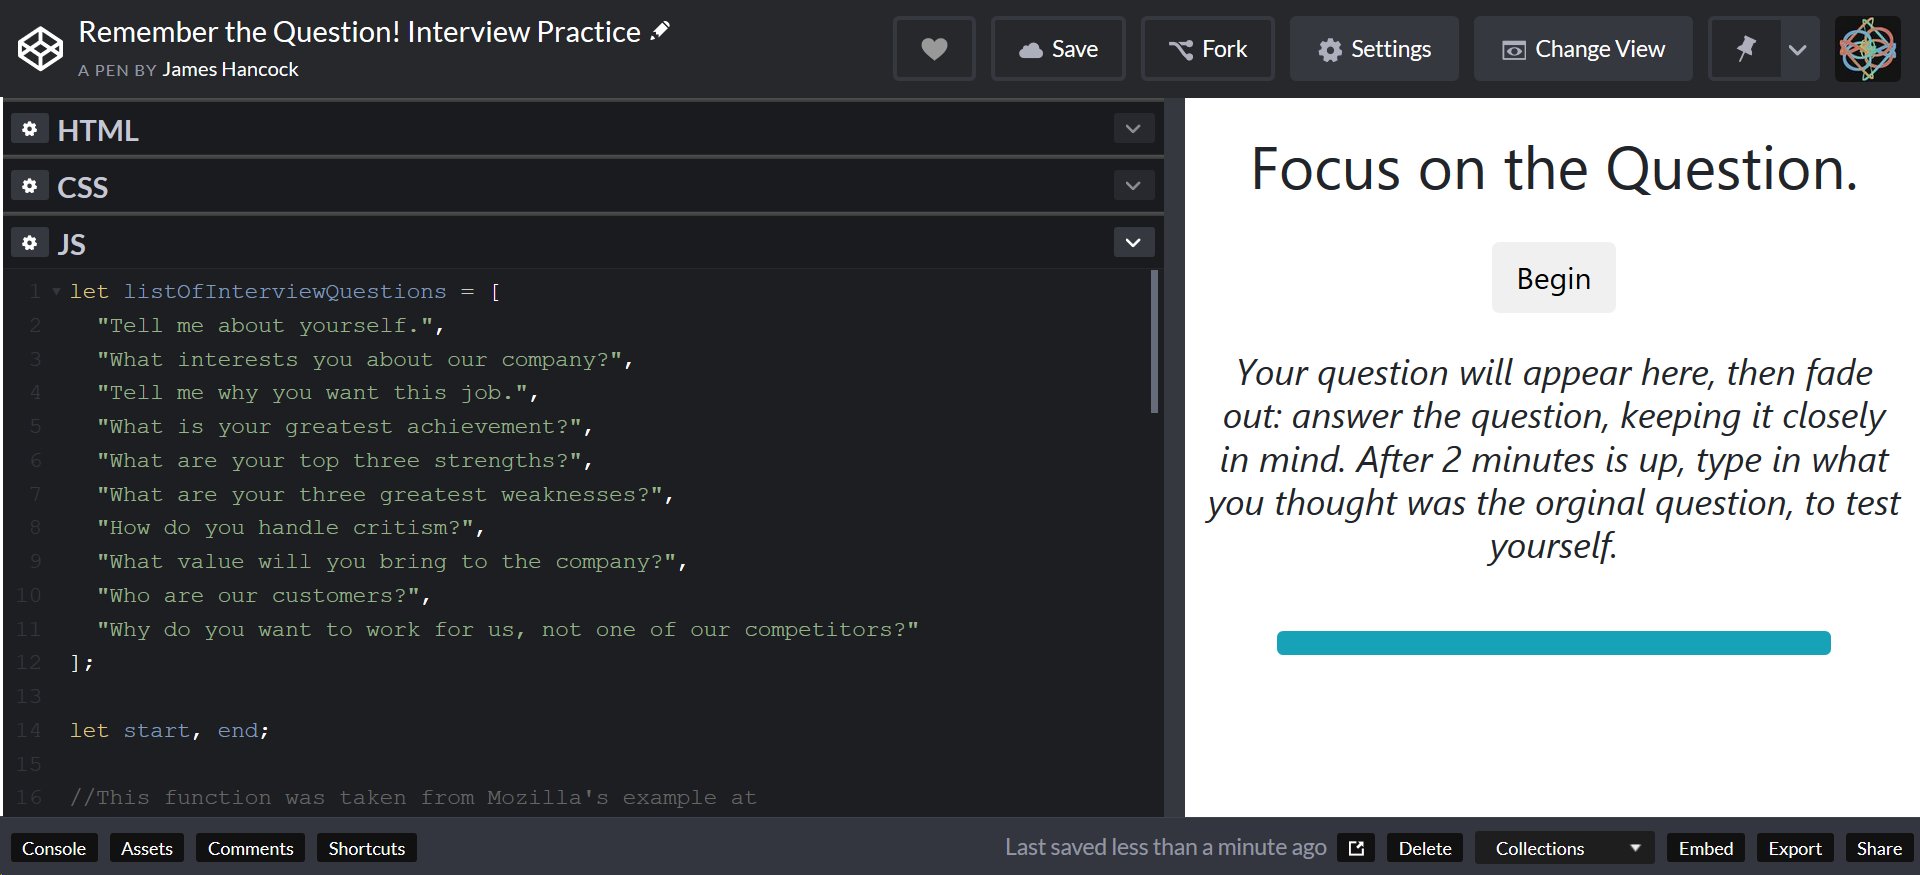 Remember the Question! Interview Practice
A PEN BY James Hancock
Save
Fork
Settings
Change View
HTML
CSS
JS
1 let listOfInterviewQuestions = [
2 "Tell me about yourself.",
3 "What interests you about our company?",
4 "Tell me why you want this job.",
5 "What is your greatest achievement?",
6 "What are your top three strengths?",
7 "What are your three greatest weaknesses?",
8 "How do you handle critism?",
9 "What value will you bring to the company?",
10 "Who are our customers?",
11 "Why do you want to work for us, not one of our competitors?"
12 ];
13
14 let start, end;
15
16 //This function was taken from Mozilla's example at
Focus on the Question.
Begin
Your question will appear here, then fade
out: answer the question, keeping it closely
in mind. After 2 minutes is up, type in what
you thought was the orginal question, to test
yourself.
Console
Assets
Comments
Shortcuts
Last saved less than a minute ago
Delete
Collections
Embed
Export
Share